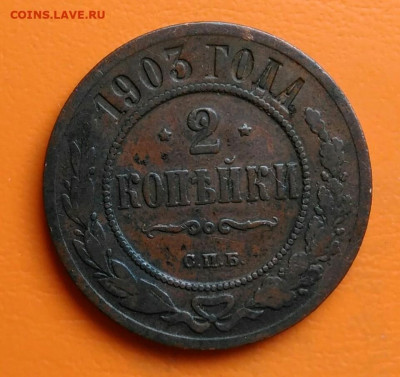 COINS.LAVE.RU
1903 ГОДА
2
КОПѢЙКИ
С.П.Б.